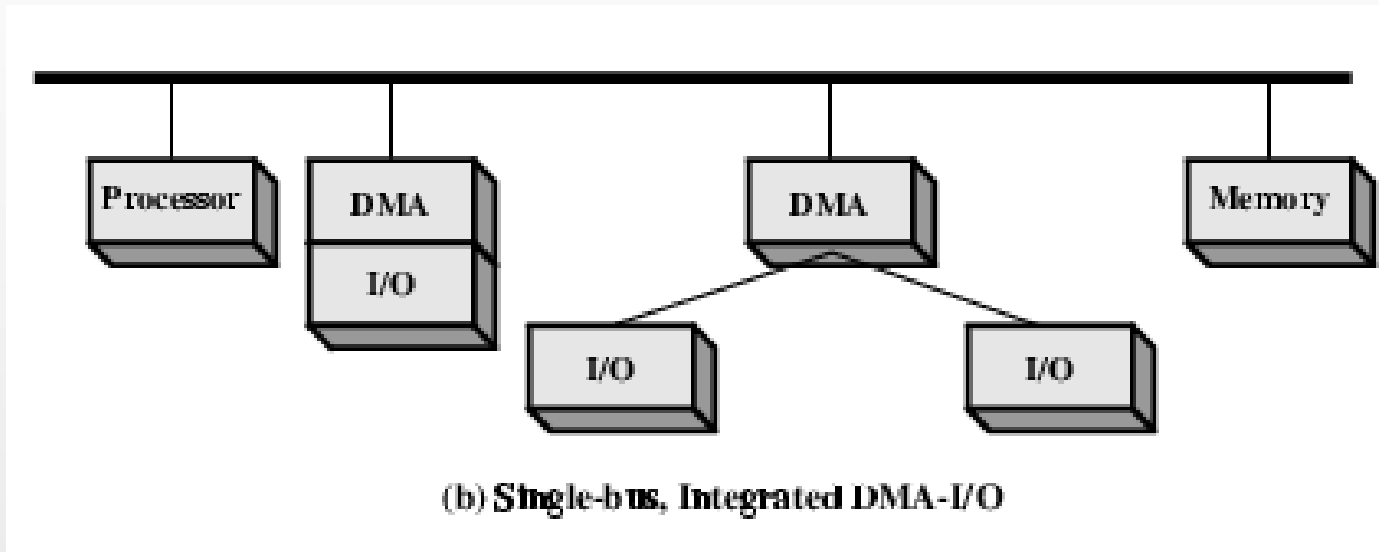 Processor
DMA
DMA
Memory
I/O
I/O
I/O
(b) Single-bus, Integrated DMA-I/O